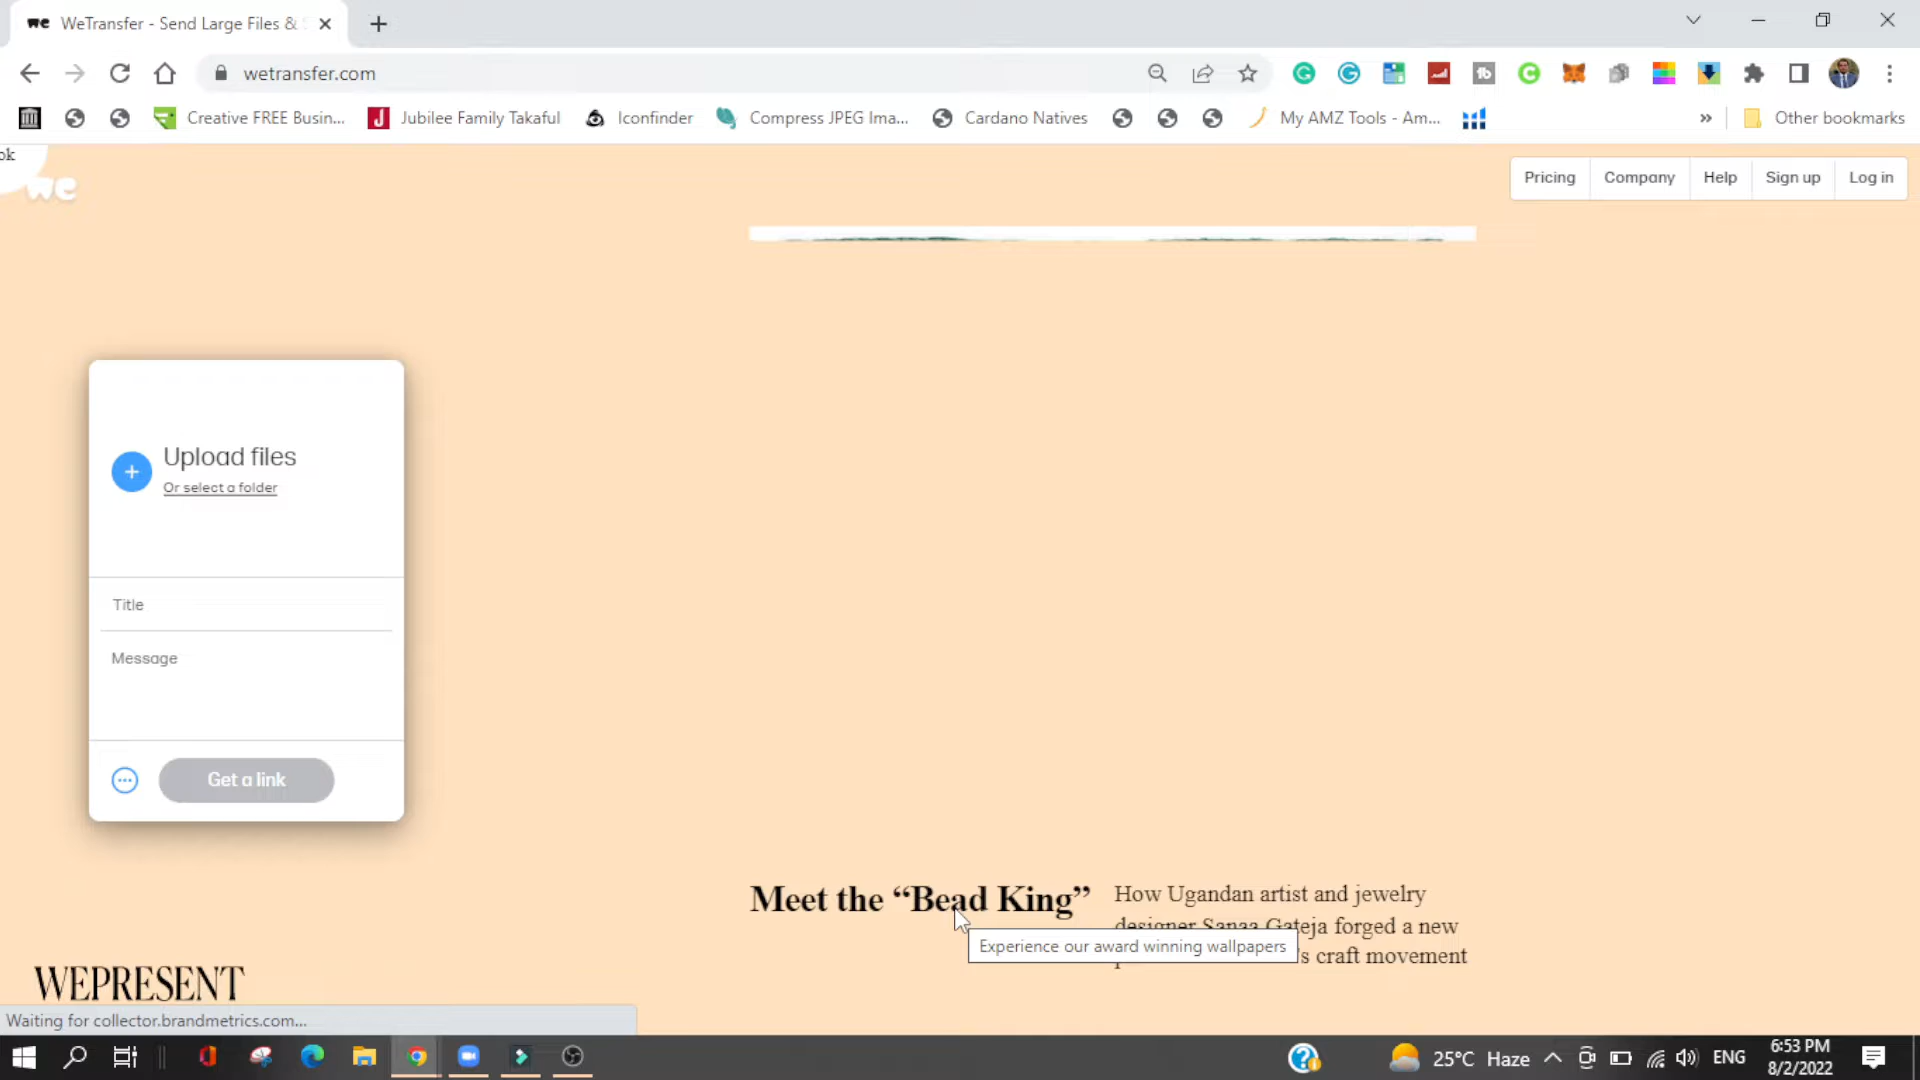 we WeTransfer - Send Large Files &
wetransfer.com
Creative FREE Busin...
Jubilee Family Takaful
Iconfinder
Compress JPEG Ima...
Cardano Natives
My AMZ Tools - Am...
»
Other bookmarks
ok
we
Pricing
Company
Help
Sign up
Log in
Upload files
Or select a folder
Title
Message
Get a link
Meet the “Bead King”
How Ugandan artist and jewelry
designer Sanaa Gateja forged a new
's craft movement
Experience our award winning wallpapers
WEPRESENT
Waiting for collector.brandmetrics.com...
25°C Haze
ENG
6:53 PM
8/2/2022